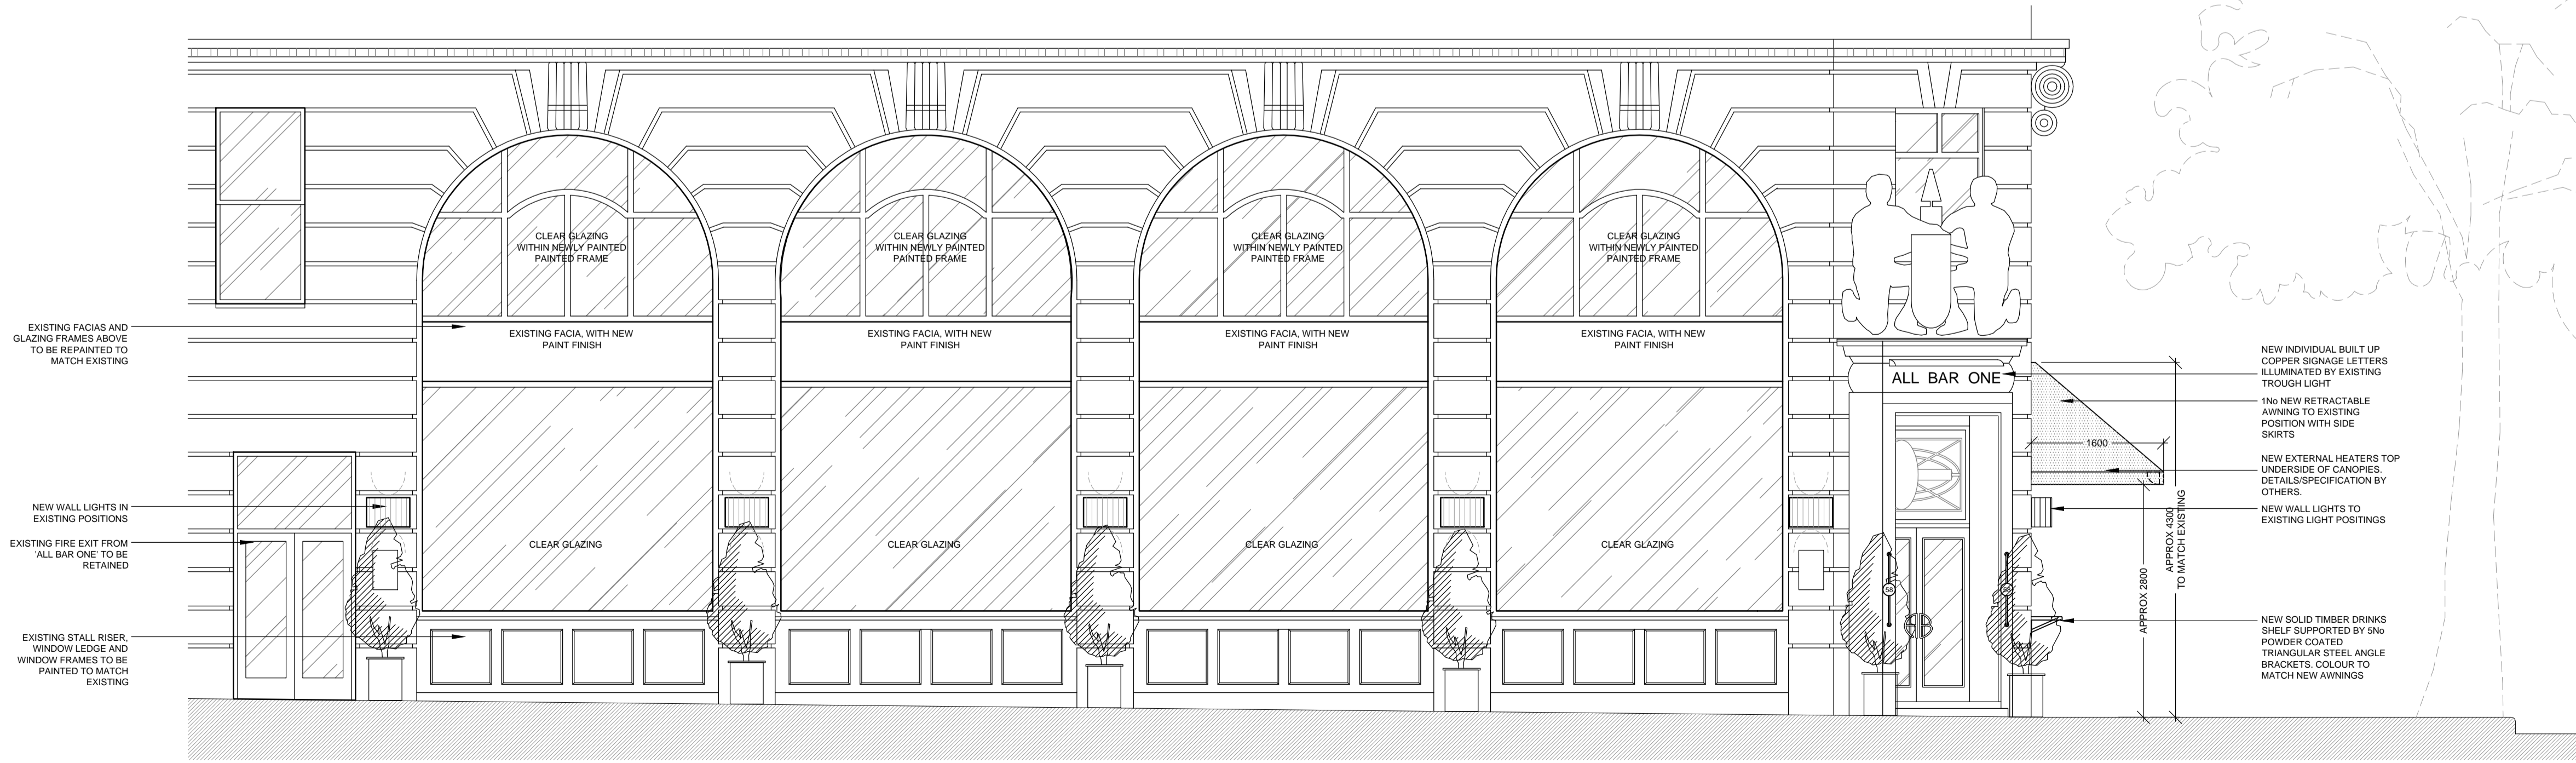 EXISTING FACIAS AND
GLAZING FRAMES ABOVE
TO BE REPAINTED TO
MATCH EXISTING
NEW WALL LIGHTS IN
EXISTING POSITIONS
EXISTING FIRE EXIT FROM
'ALL BAR ONE' TO BE
RETAINED
EXISTING STALL RISER,
WINDOW LEDGE AND
WINDOW FRAMES TO BE
PAINTED TO MATCH
EXISTING
CLEAR GLAZING
WITHIN NEWLY PAINTED
PAINTED FRAME
EXISTING FACIA, WITH NEW
PAINT FINISH
CLEAR GLAZING
CLEAR GLAZING
WITHIN NEWLY PAINTED
PAINTED FRAME
EXISTING FACIA, WITH NEW
PAINT FINISH
CLEAR GLAZING
CLEAR GLAZING
WITHIN NEWLY PAINTED
PAINTED FRAME
EXISTING FACIA, WITH NEW
PAINT FINISH
CLEAR GLAZING
CLEAR GLAZING
WITHIN NEWLY PAINTED
PAINTED FRAME
EXISTING FACIA, WITH NEW
PAINT FINISH
CLEAR GLAZING
ALL BAR ONE
58
58
1600
APPROX 2800
APPROX 4300
TO MATCH EXISTING
NEW INDIVIDUAL BUILT UP
COPPER SIGNAGE LETTERS
ILLUMINATED BY EXISTING
TROUGH LIGHT
1No NEW RETRACTABLE
AWNING TO EXISTING
POSITION WITH SIDE
SKIRTS
NEW EXTERNAL HEATERS TOP
UNDERSIDE OF CANOPIES.
DETAILS/SPECIFICATION BY
OTHERS.
NEW WALL LIGHTS TO
EXISTING LIGHT POSITINGS
NEW SOLID TIMBER DRINKS
SHELF SUPPORTED BY 5No
POWDER COATED
TRIANGULAR STEEL ANGLE
BRACKETS. COLOUR TO
MATCH NEW AWNINGS